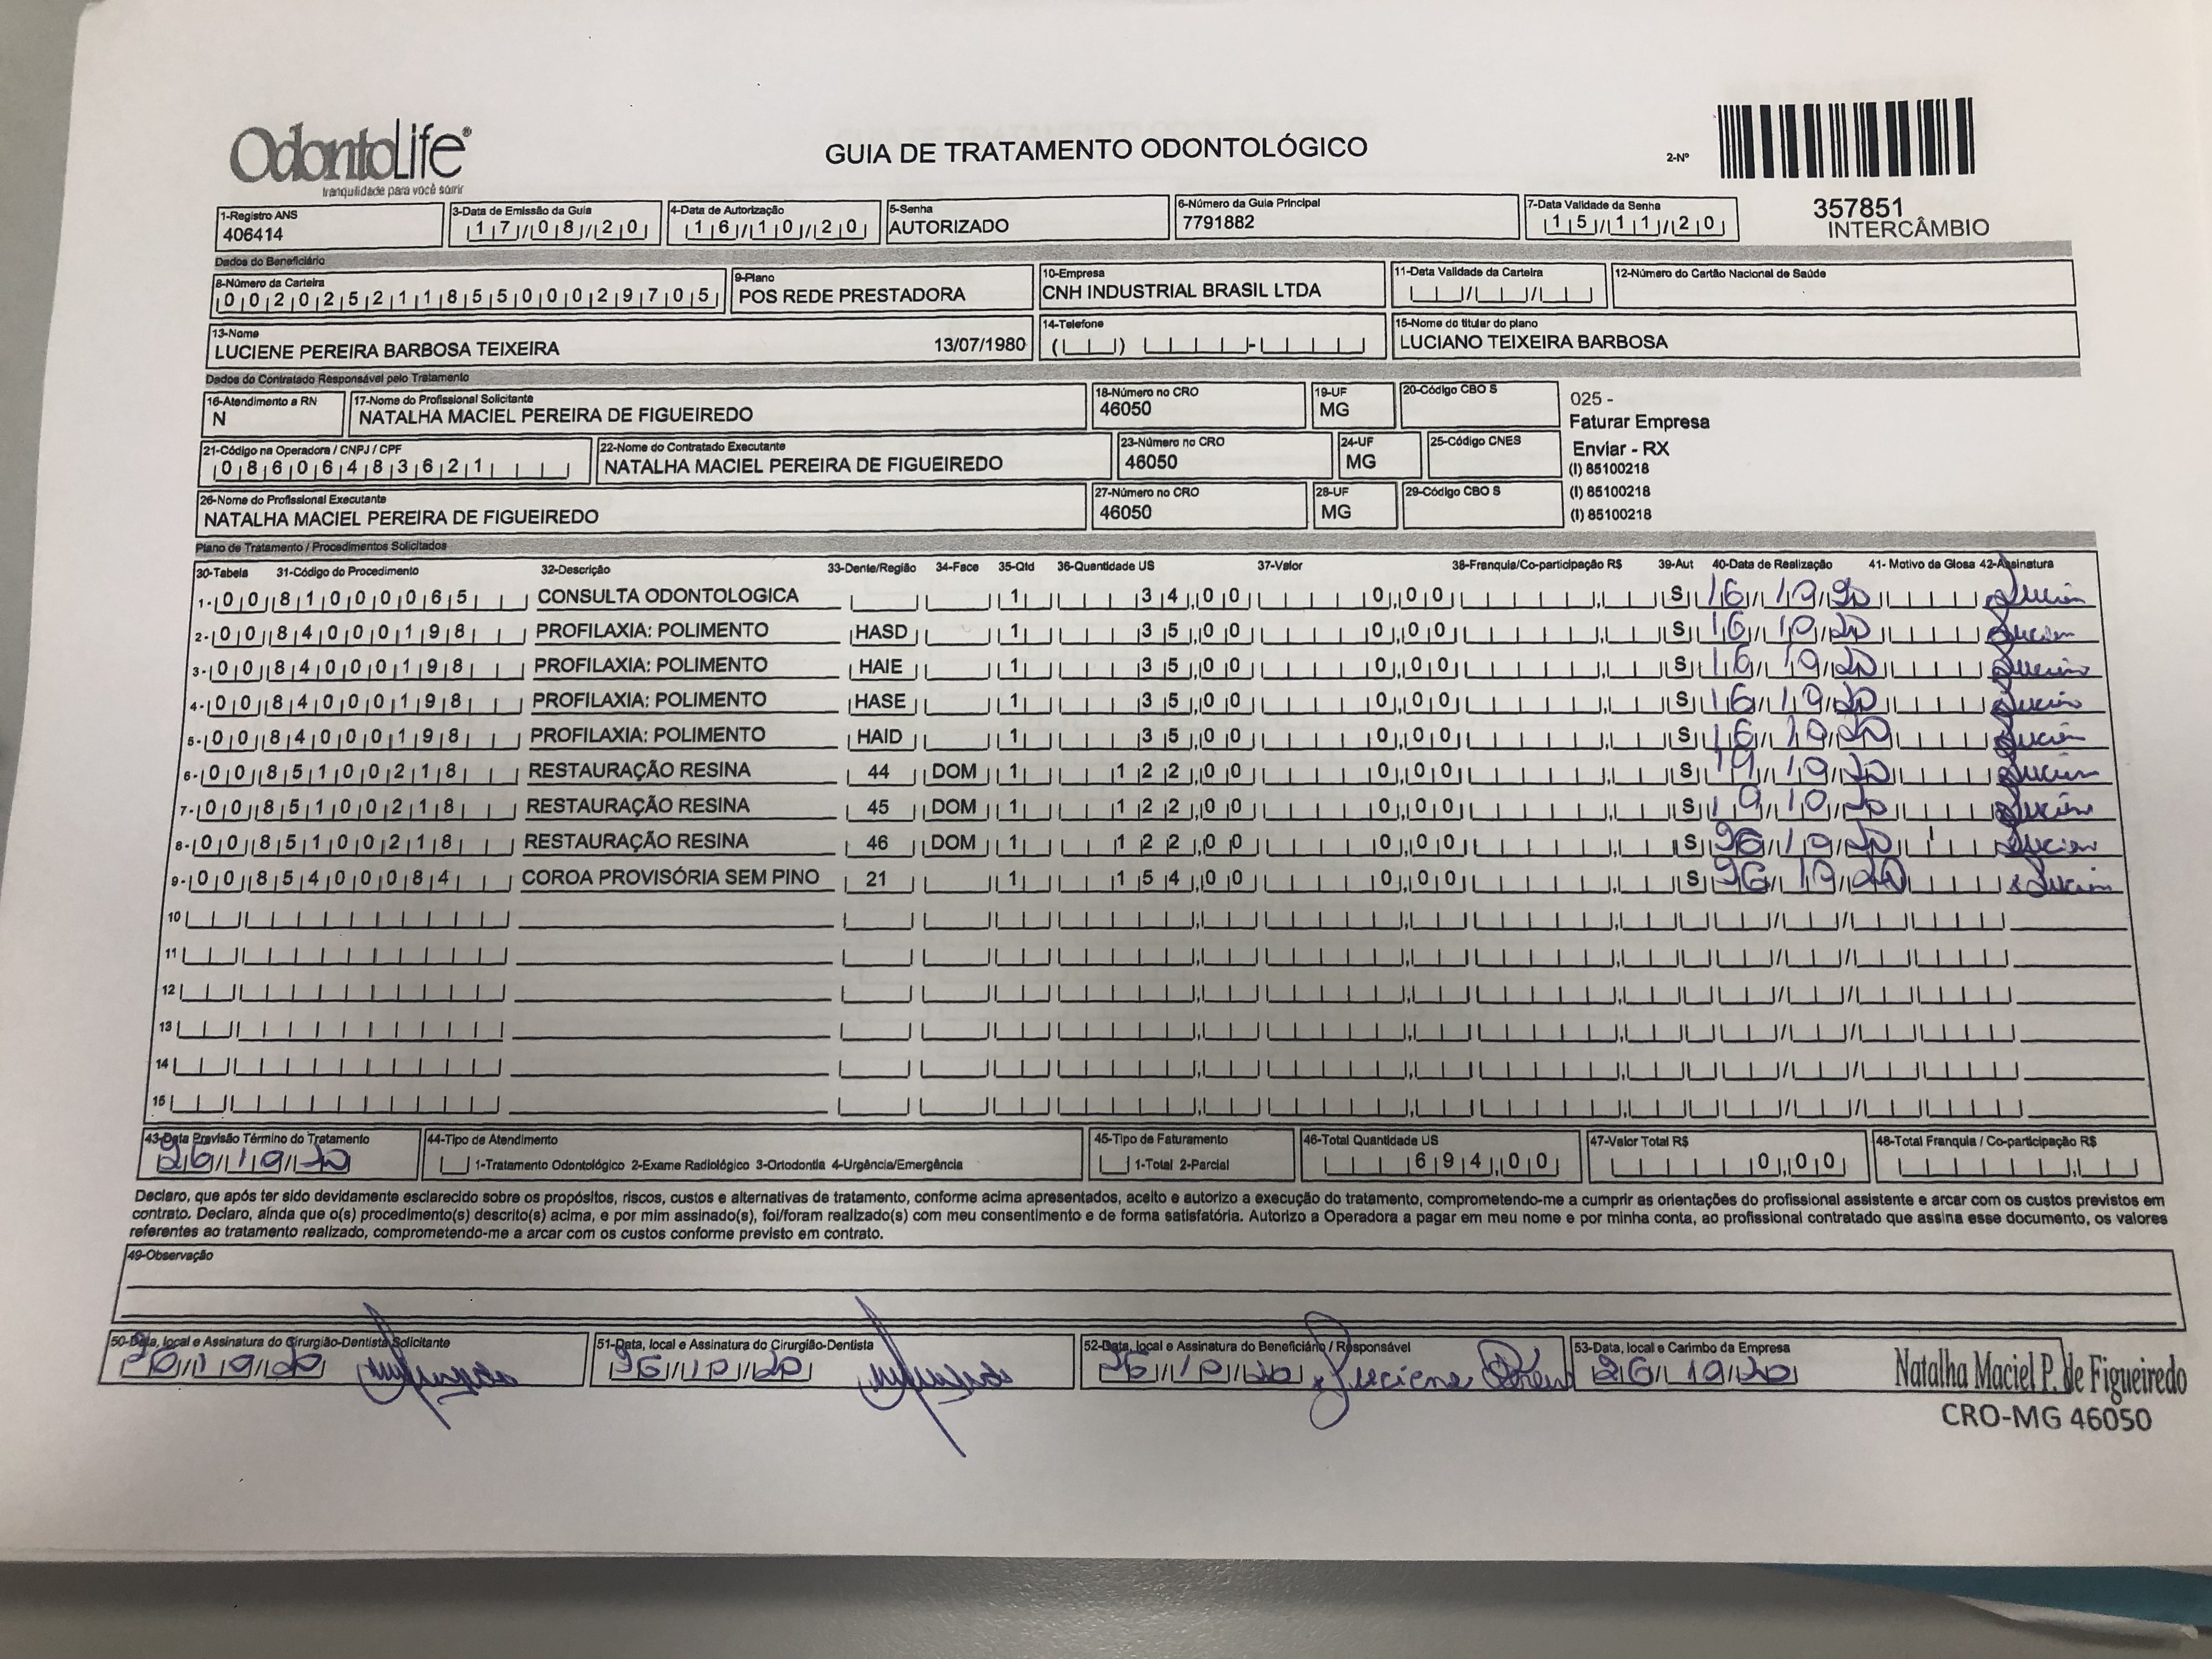 OdontoLife®
tranquilidade para você sorrir
GUIA DE TRATAMENTO ODONTOLÓGICO
2-Nº
357851
INTERCÂMBIO
1-Registro ANS
406414
3-Data de Emissão da Guia
17/08/20
4-Data de Autorização
16/10/20
5-Senha
AUTORIZADO
6-Número da Guia Principal
7791882
7-Data Validade da Senha
15/11/20
Dados do Beneficiário
8-Número da Carteira
00202521185500029705
9-Plano
POS REDE PRESTADORA
10-Empresa
CNH INDUSTRIAL BRASIL LTDA
11-Data Validade da Carteira
12-Número do Cartão Nacional de Saúde
13-Nome
LUCIENE PEREIRA BARBOSA TEIXEIRA 13/07/1980
14-Telefone
15-Nome do titular do plano
LUCIANO TEIXEIRA BARBOSA
Dados do Contratado Responsável pelo Tratamento
16-Atendimento a RN
N
17-Nome do Profissional Solicitante
NATALHA MACIEL PEREIRA DE FIGUEIREDO
18-Número no CRO
46050
19-UF
MG
20-Código CBO S
025 -
Faturar Empresa
Enviar - RX
(I) 85100218
(I) 85100218
(I) 85100218
21-Código na Operadora / CNPJ / CPF
08606483621
22-Nome do Contratado Executante
NATALHA MACIEL PEREIRA DE FIGUEIREDO
23-Número no CRO
46050
24-UF
MG
25-Código CNES
26-Nome do Profissional Executante
NATALHA MACIEL PEREIRA DE FIGUEIREDO
27-Número no CRO
46050
28-UF
MG
29-Código CBO S
Plano de Tratamento / Procedimentos Solicitados
30-Tabela 31-Código do Procedimento 32-Descrição 33-Dente/Região 34-Face 35-Qtd 36-Quantidade US 37-Valor 38-Franquia/Co-participação R$ 39-Aut 40-Data de Realização 41- Motivo da Glosa 42-Assinatura
1- 00 81000065 CONSULTA ODONTOLOGICA 1 34,00 0,00 S 16/10/20
2- 00 84000198 PROFILAXIA: POLIMENTO HASD 1 35,00 0,00 S 16/10/20
3- 00 84000198 PROFILAXIA: POLIMENTO HAIE 1 35,00 0,00 S 16/10/20
4- 00 84000198 PROFILAXIA: POLIMENTO HASE 1 35,00 0,00 S 16/10/20
5- 00 84000198 PROFILAXIA: POLIMENTO HAID 1 35,00 0,00 S 16/10/20
6- 00 85100218 RESTAURAÇÃO RESINA 44 DOM 1 122,00 0,00 S 19/10/20
7- 00 85100218 RESTAURAÇÃO RESINA 45 DOM 1 122,00 0,00 S 19/10/20
8- 00 85100218 RESTAURAÇÃO RESINA 46 DOM 1 122,00 0,00 S 26/10/20
9- 00 85400084 COROA PROVISÓRIA SEM PINO 21 1 154,00 0,00 S 26/10/20
10
11
12
13
14
15
43-Data Previsão Término do Tratamento
26/10/20
44-Tipo de Atendimento
1-Tratamento Odontológico 2-Exame Radiológico 3-Ortodontia 4-Urgência/Emergência
45-Tipo de Faturamento
1-Total 2-Parcial
46-Total Quantidade US
694,00
47-Valor Total R$
0,00
48-Total Franquia / Co-participação R$
Declaro, que após ter sido devidamente esclarecido sobre os propósitos, riscos, custos e alternativas de tratamento, conforme acima apresentados, aceito e autorizo a execução do tratamento, comprometendo-me a cumprir as orientações do profissional assistente e arcar com os custos previstos em
contrato. Declaro, ainda que o(s) procedimento(s) descrito(s) acima, e por mim assinado(s), foi/foram realizado(s) com meu consentimento e de forma satisfatória. Autorizo a Operadora a pagar em meu nome e por minha conta, ao profissional contratado que assina esse documento, os valores
referentes ao tratamento realizado, comprometendo-me a arcar com os custos conforme previsto em contrato.
49-Observação
50-Data, local e Assinatura do Cirurgião-Dentista Solicitante
26/10/20
51-Data, local e Assinatura do Cirurgião-Dentista
26/10/20
52-Data, local e Assinatura do Beneficiário / Responsável
26/10/20 Luciene
53-Data, local e Carimbo da Empresa
26/10/20
Natalha Maciel P. de Figueiredo
CRO-MG 46050